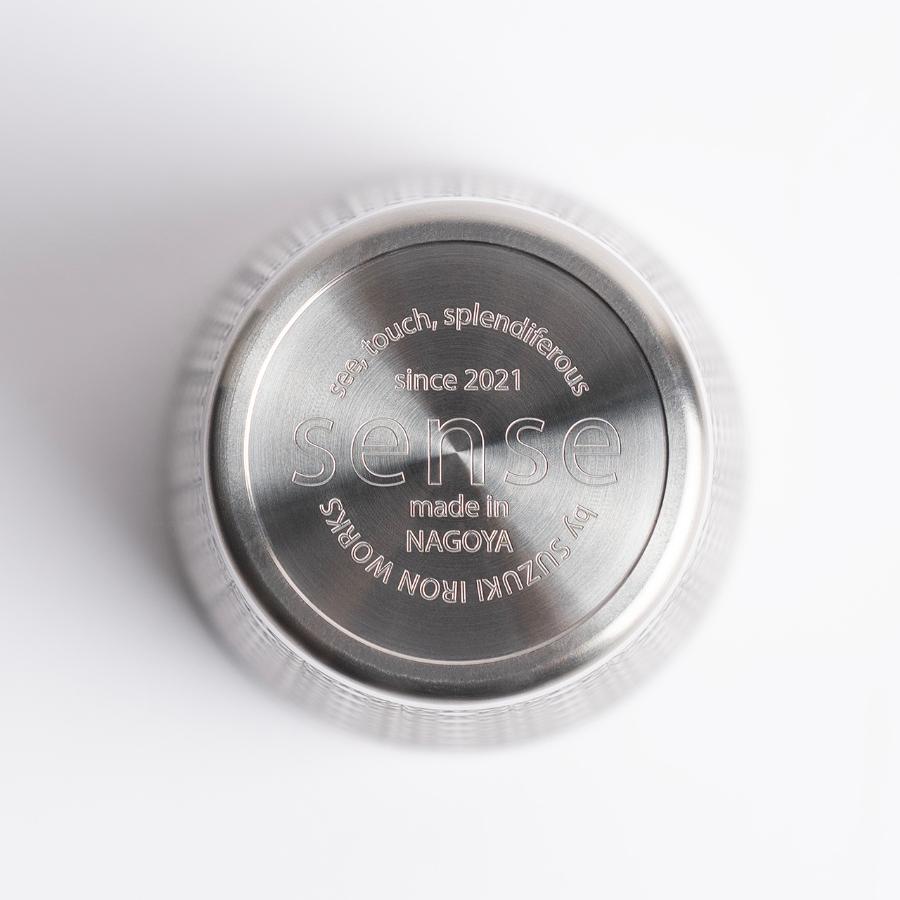 see, touch, splendiferous
since 2021
sense
made in
NAGOYA
by SUZUKI IRON WORKS